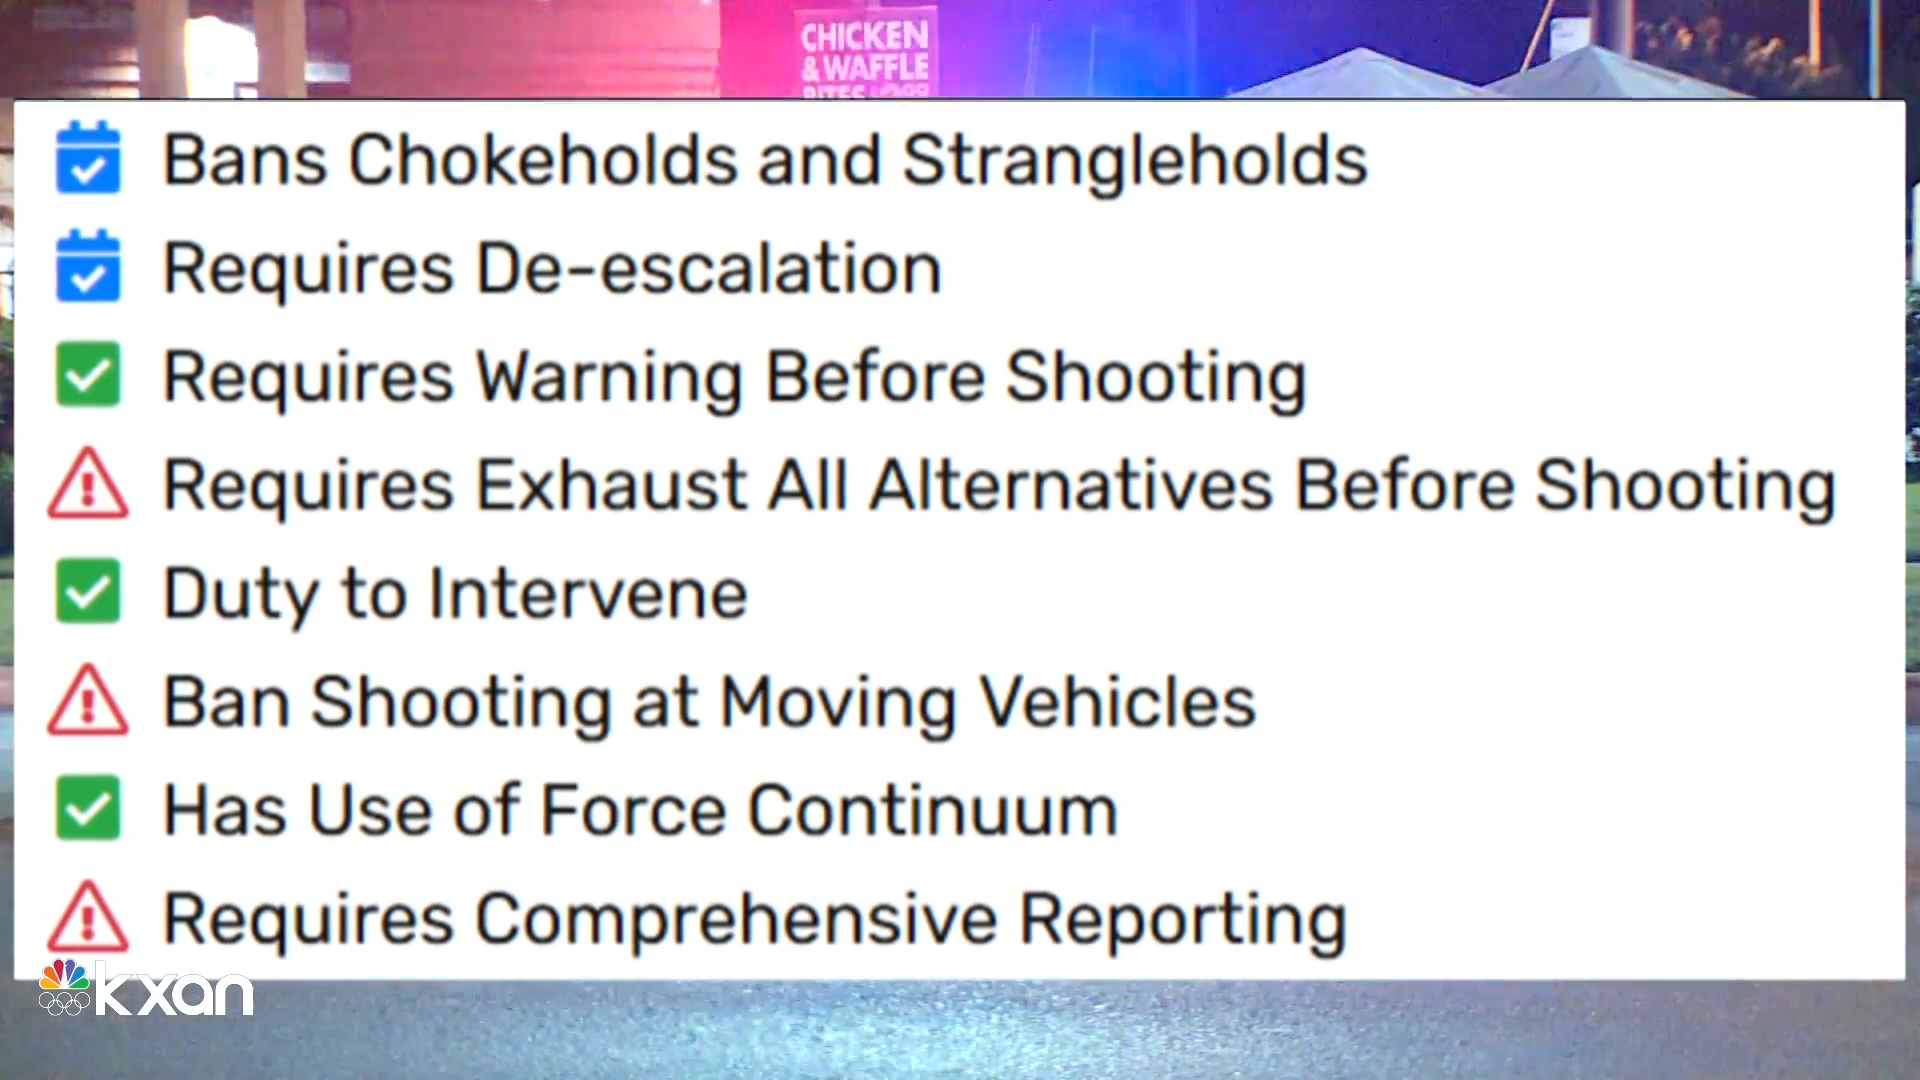 CHICKEN
& WAFFLE
Bans Chokeholds and Strangleholds
Requires De-escalation
Requires Warning Before Shooting
Requires Exhaust All Alternatives Before Shooting
Duty to Intervene
Ban Shooting at Moving Vehicles
Has Use of Force Continuum
Requires Comprehensive Reporting
kxan